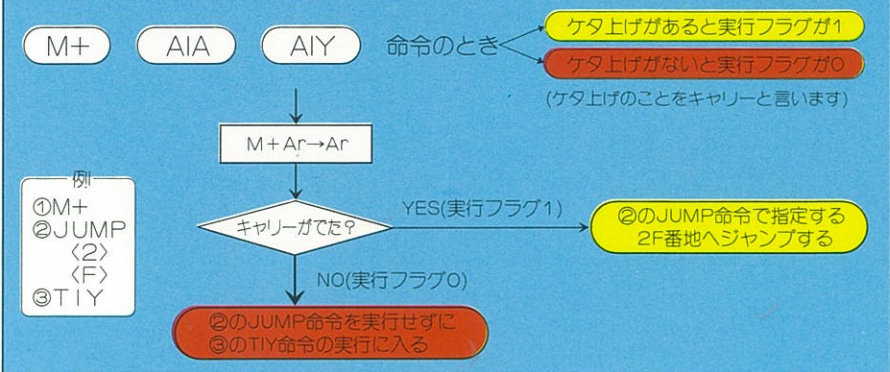 M+
AIA
AIY
命令のとき
ケタ上げがあると実行フラグが1
ケタ上げがないと実行フラグが0
(ケタ上げのことをキャリーと言います)
M+Ar→Ar
キャリーがでた?
YES(実行フラグ1)
②のJUMP命令で指定する
2F番地へジャンプする
NO(実行フラグ0)
②のJUMP命令を実行せずに
③のTIY命令の実行に入る
例
①M+
②JUMP
〈2〉
〈F〉
③TIY